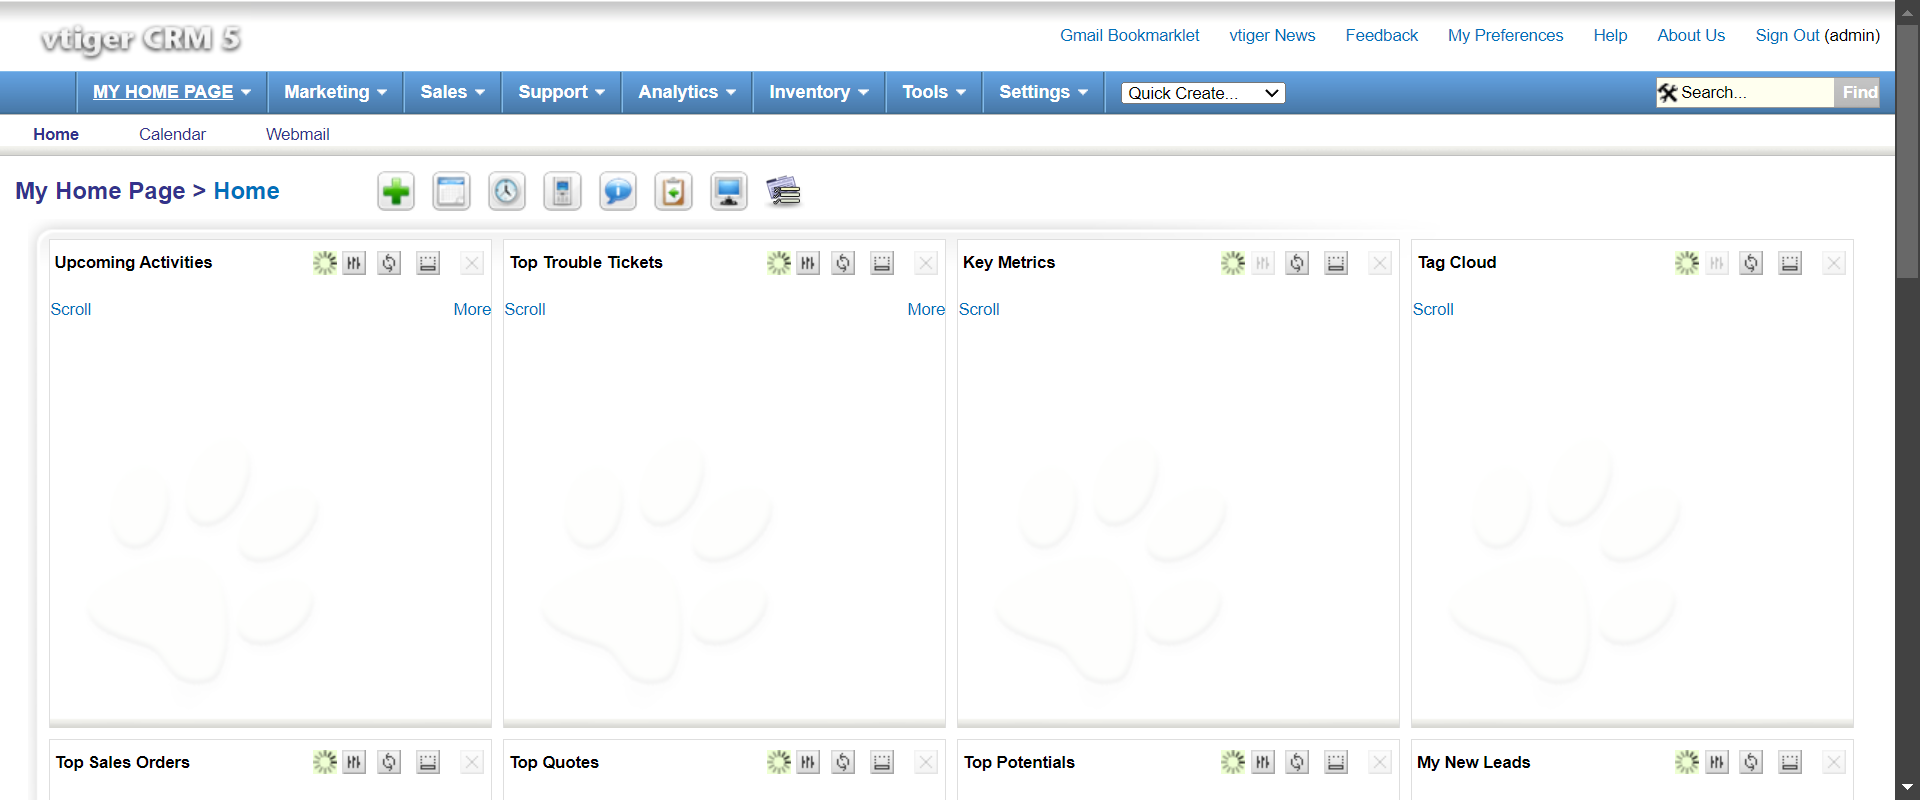 vtiger CRM 5
Gmail Bookmarklet vtiger News Feedback My Preferences Help About Us Sign Out (admin)
MY HOME PAGE Marketing Sales Support Analytics Inventory Tools Settings Quick Create... Search... Find
Home Calendar Webmail
My Home Page > Home
Upcoming Activities Top Trouble Tickets Key Metrics Tag Cloud
Scroll More Scroll More Scroll Scroll
Top Sales Orders Top Quotes Top Potentials My New Leads